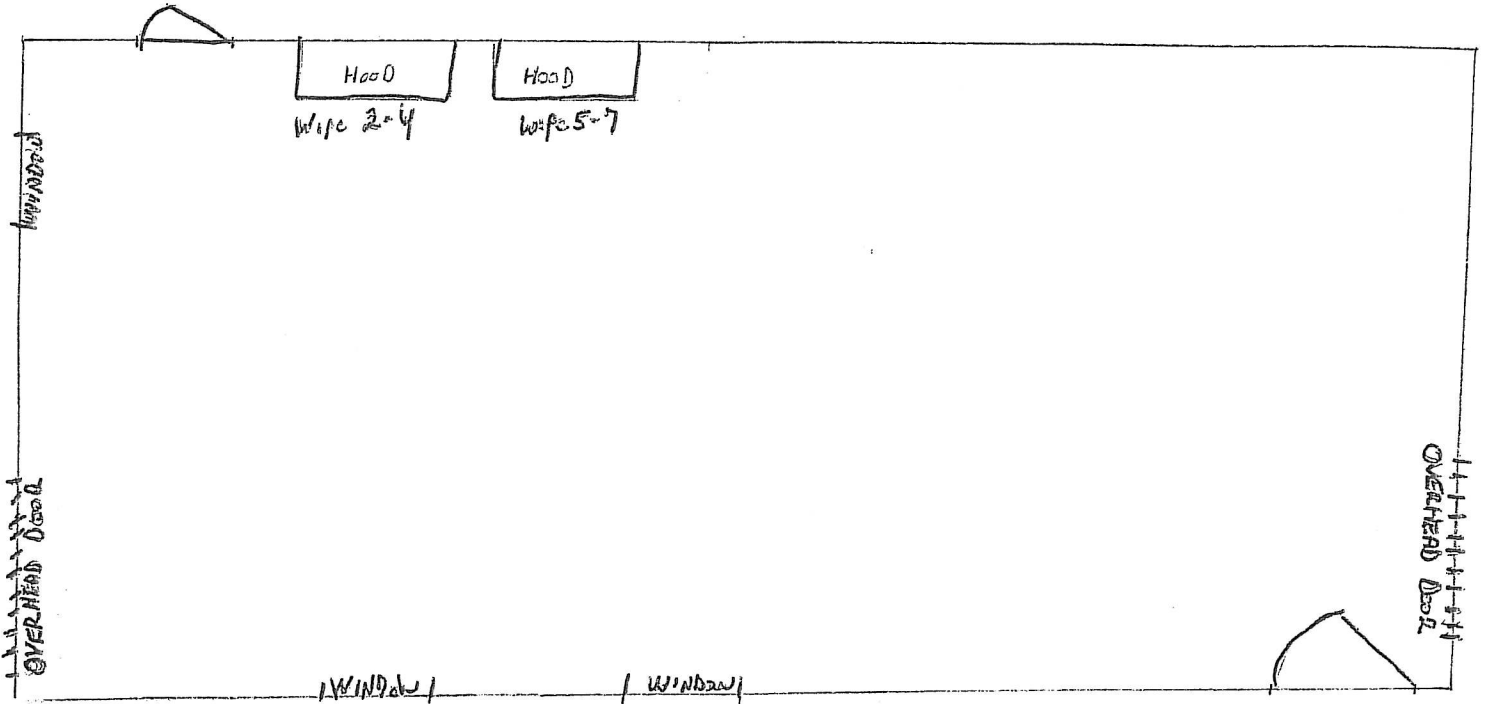 HOOD
HOOD
Wipe 2-4
Wipe 5-7
WINDOW
OVERHEAD DOOR
OVERHEAD DOOR
WINDOW
WINDOW